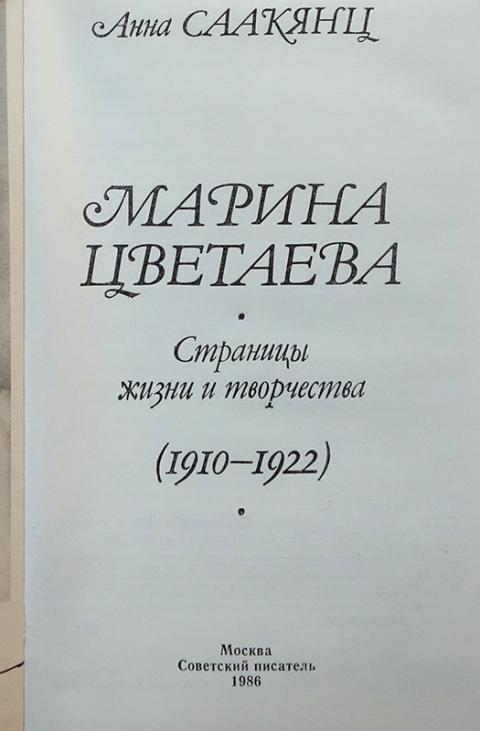 Анна СААКЯНЦ
МАРИНА
ЦВЕТАЕВА
•
Страницы
жизни и творчества
(1910—1922)
•
Москва
Советский писатель
1986